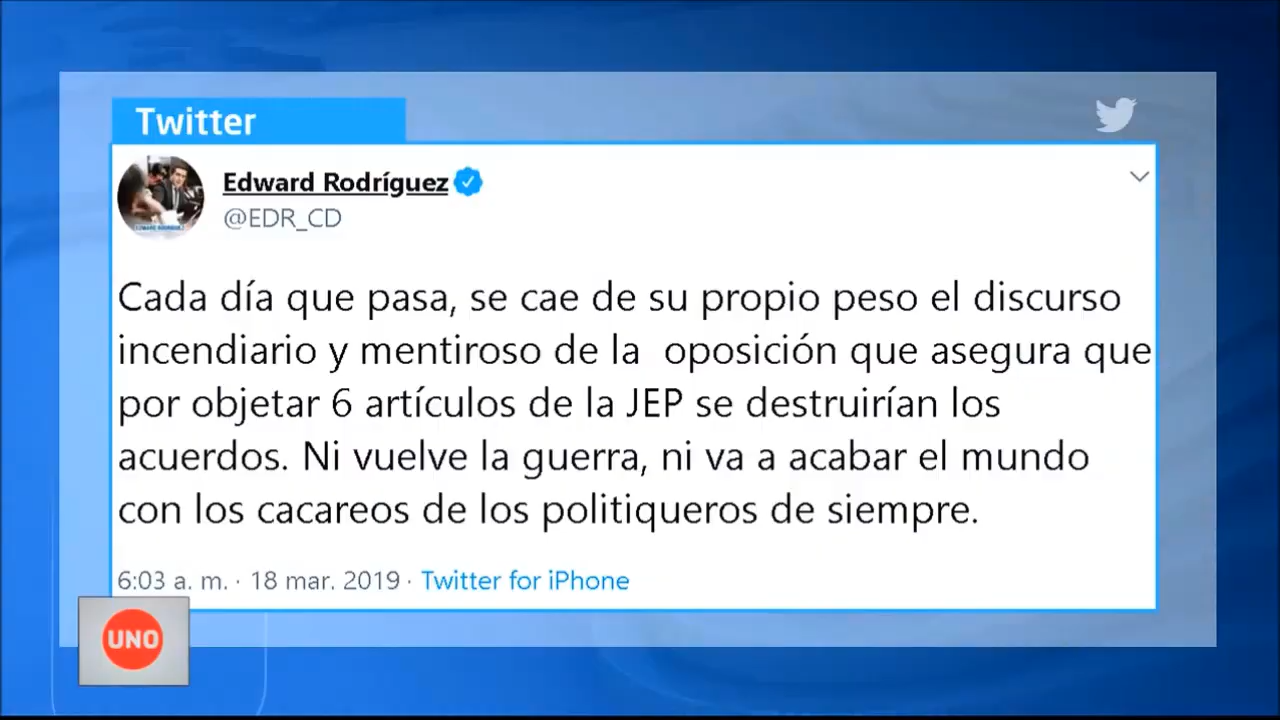 Twitter
Edward Rodríguez
@EDR_CD
Cada día que pasa, se cae de su propio peso el discurso
incendiario y mentiroso de la oposición que asegura que
por objetar 6 artículos de la JEP se destruirían los
acuerdos. Ni vuelve la guerra, ni va a acabar el mundo
con los cacareos de los politiqueros de siempre.
6:03 a. m. · 18 mar. 2019 · Twitter for iPhone
UNO